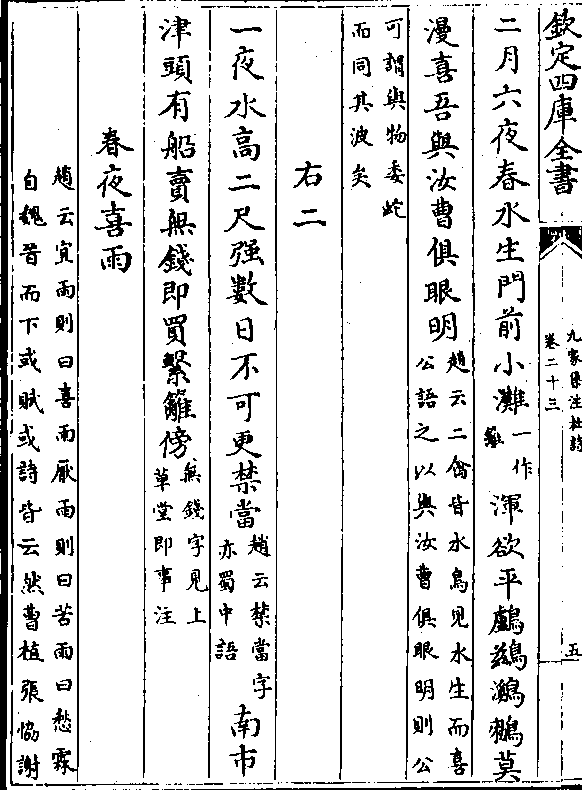 欽定四庫全書
九家集注杜詩
卷二十三
五
二月六夜春水生門前小灘一作
籬渾欲平鸕鷀鸂鶒莫
漫喜吾與汝曹俱眼明趙云二禽皆水鳥見水生而喜
公語之以與汝曹俱眼明則公
可謂與物委蛇
而同其波矣
右二
一夜水高二尺强數日不可更禁當趙云禁當字
亦蜀中語南市
津頭有船賣無錢即買繫籬傍無錢字見上
草堂即事注
春夜喜雨
趙云宜雨則曰喜雨厭雨則曰苦雨曰愁霖
自魏晉而下或賦或詩皆云然曹植張協謝